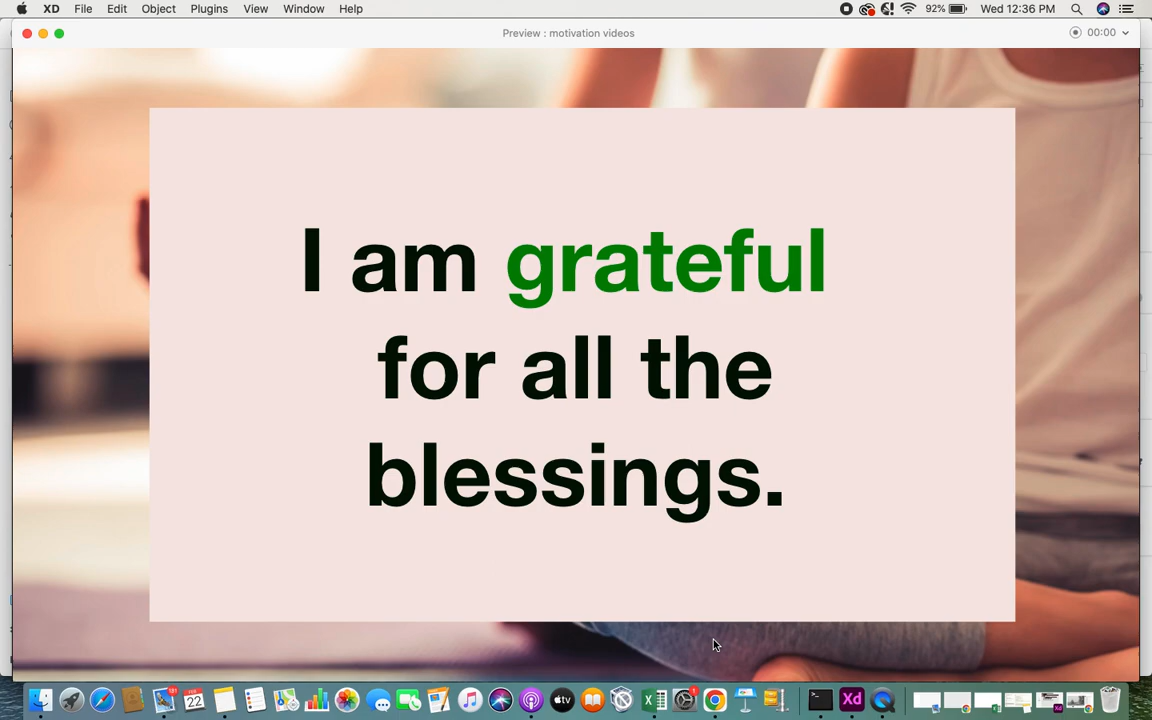 XD File Edit Object Plugins View Window Help 92% Wed 12:36 PM
Preview : motivation videos 00:00
I am grateful
for all the
blessings.